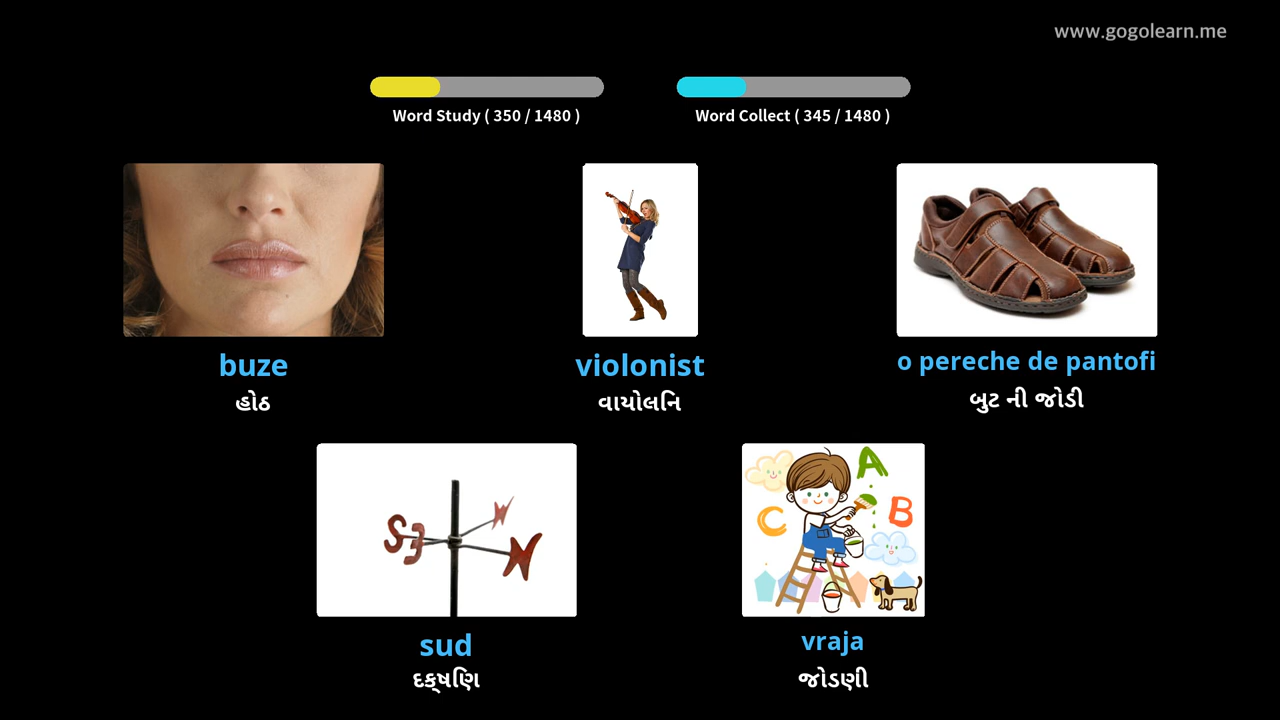 www.gogolearn.me
Word Study ( 350 / 1480 )
Word Collect ( 345 / 1480 )
buze
હોઠ
violonist
વાયોલનિ
o pereche de pantofi
બુટ ની જોડી
S E N
sud
દક્ષણિ
A
B
C
vraja
જોડણી